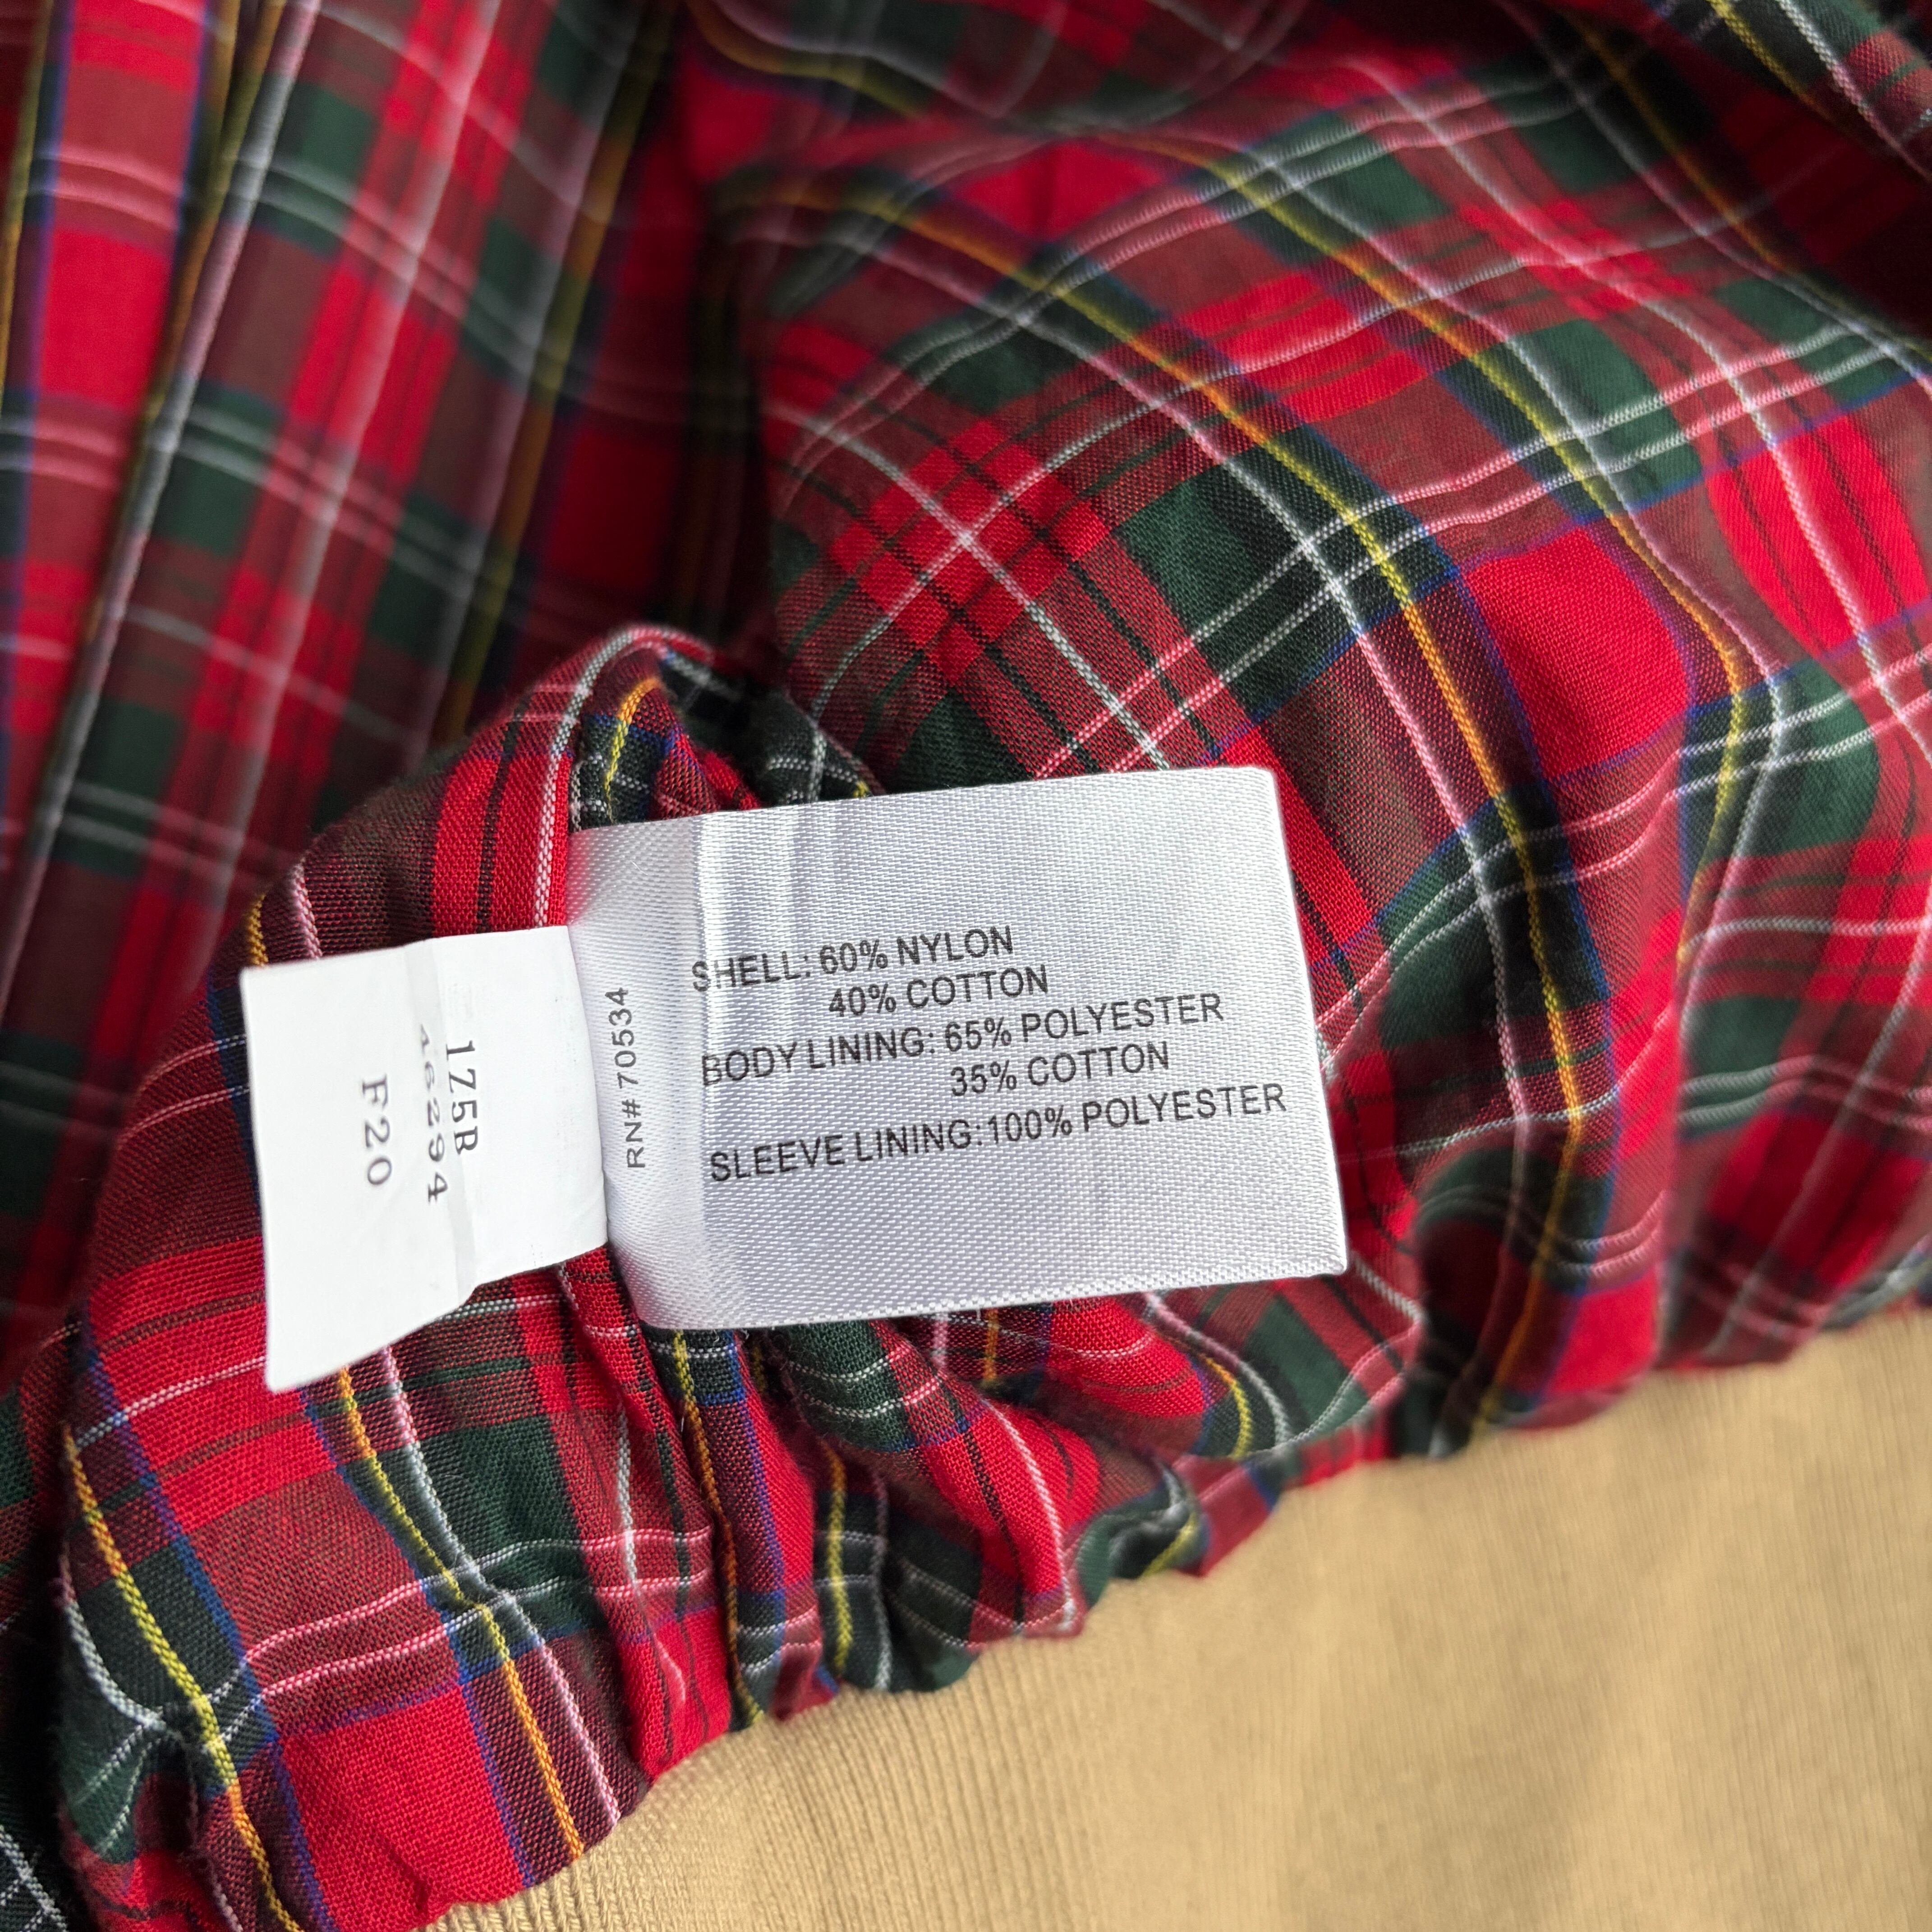 SHELL: 60% NYLON
40% COTTON
BODY LINING: 65% POLYESTER
35% COTTON
SLEEVE LINING:100% POLYESTER
RN# 70534
1Z5B
46294
F20